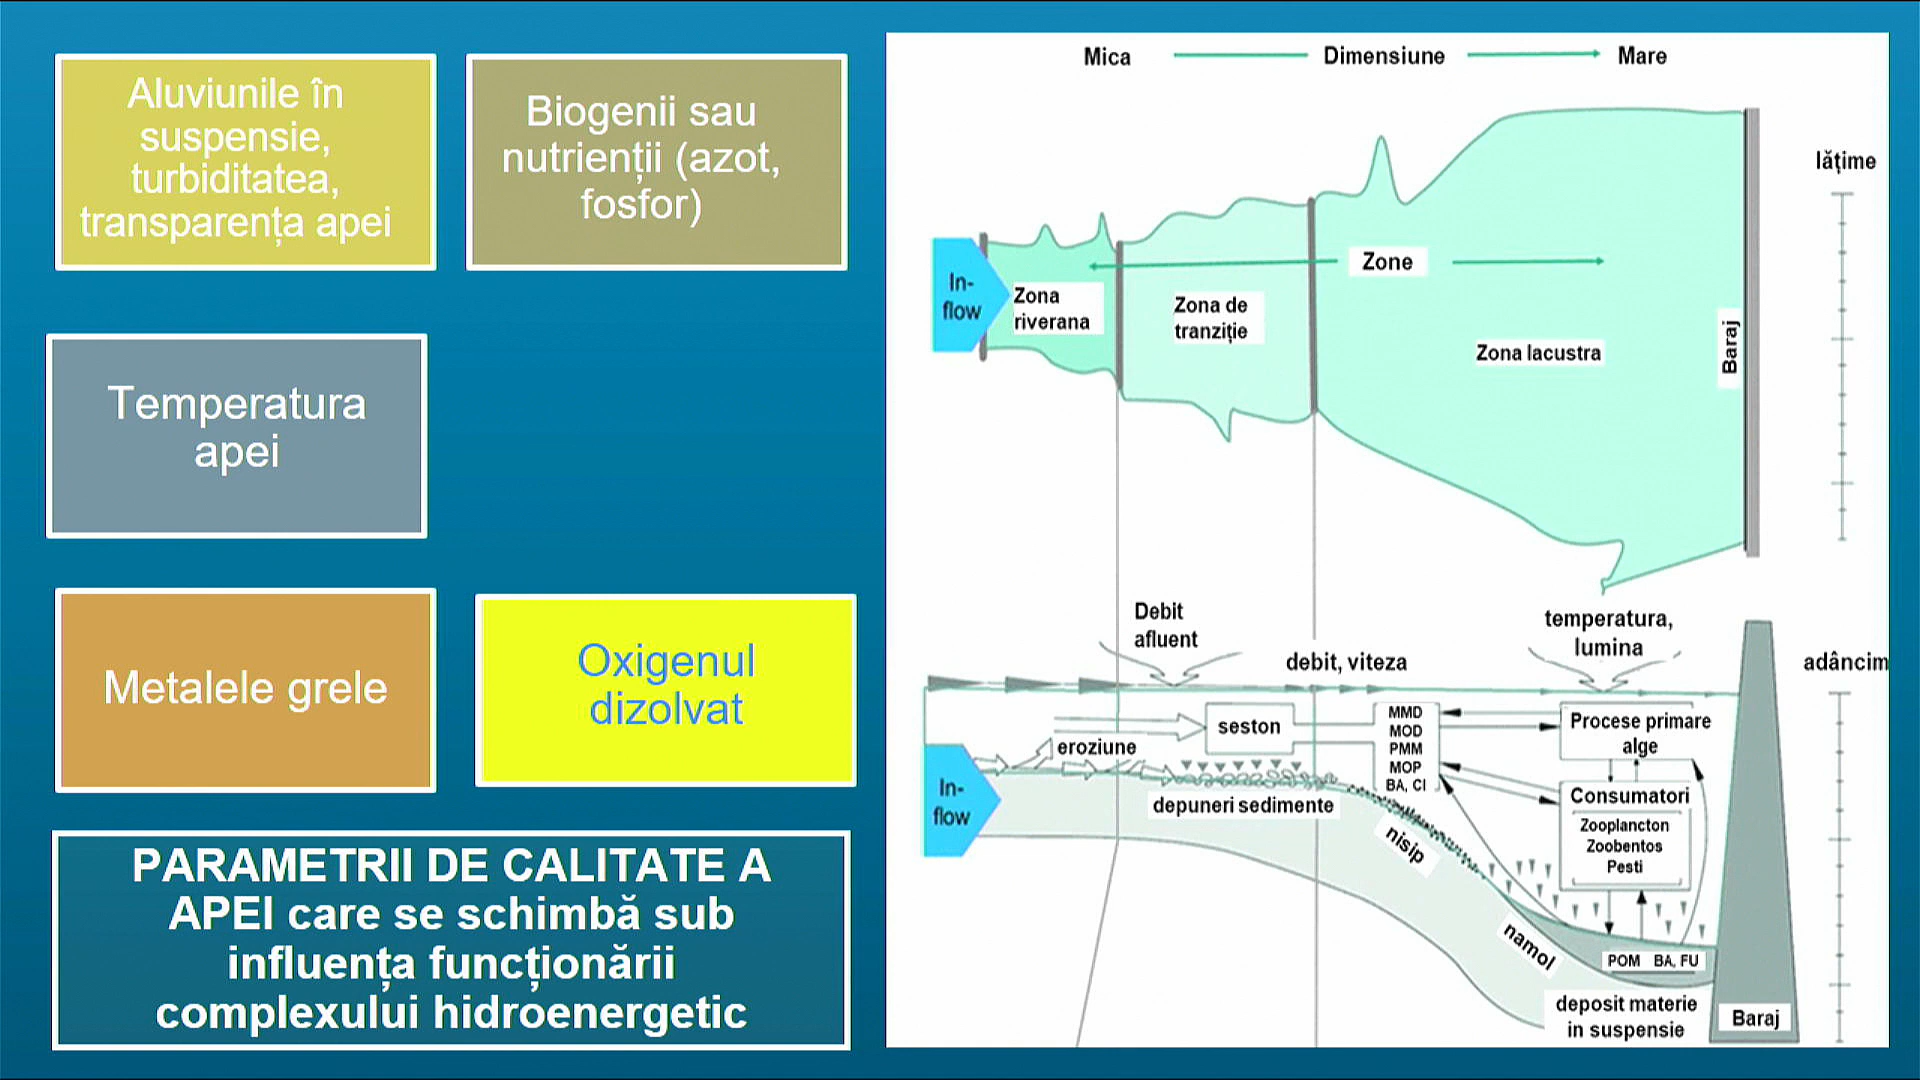 Aluviunile în
suspensie,
turbiditatea,
transparența apei
Biogenii sau
nutrienții (azot,
fosfor)
Temperatura
apei
Metalele grele
Oxigenul
dizolvat
PARAMETRII DE CALITATE A
APEI care se schimbă sub
influența funcționării
complexului hidroenergetic
Mica
Dimensiune
Mare
lățime
Zone
In-
flow
Zona
riverana
Zona de
tranziție
Zona lacustra
Baraj
Debit
afluent
debit, viteza
temperatura,
lumina
adâncim
seston
eroziune
MMD
MOD
PMM
MOP
BA, CI
Procese primare
alge
In-
flow
depuneri sedimente
Consumatori
Zooplancton
Zoobentos
Pesti
nisip
namol
POM BA, FU
deposit materie
in suspensie
Baraj